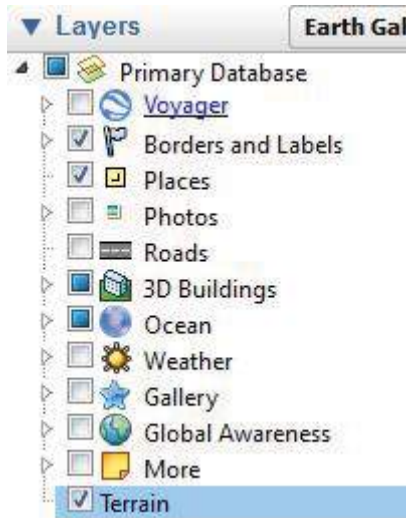 Layers Earth Gal
Primary Database
Voyager
Borders and Labels
Places
Photos
Roads
3D Buildings
Ocean
Weather
Gallery
Global Awareness
More
Terrain